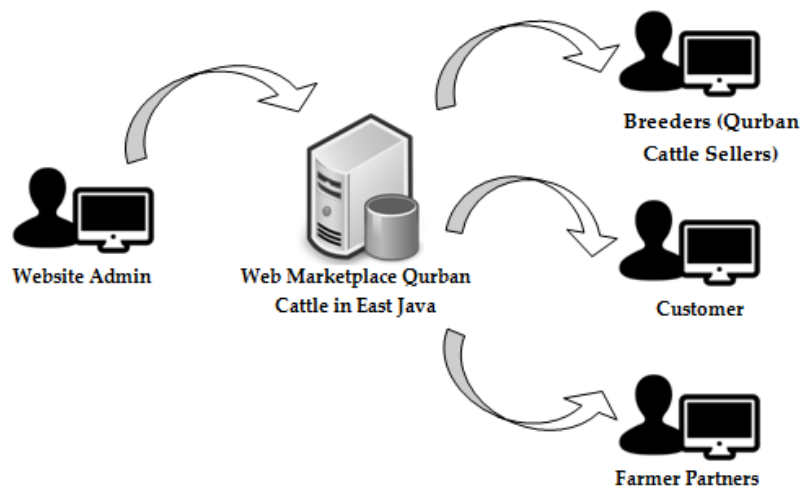 Website Admin
Web Marketplace Qurban
Cattle in East Java
Breeders (Qurban
Cattle Sellers)
Customer
Farmer Partners